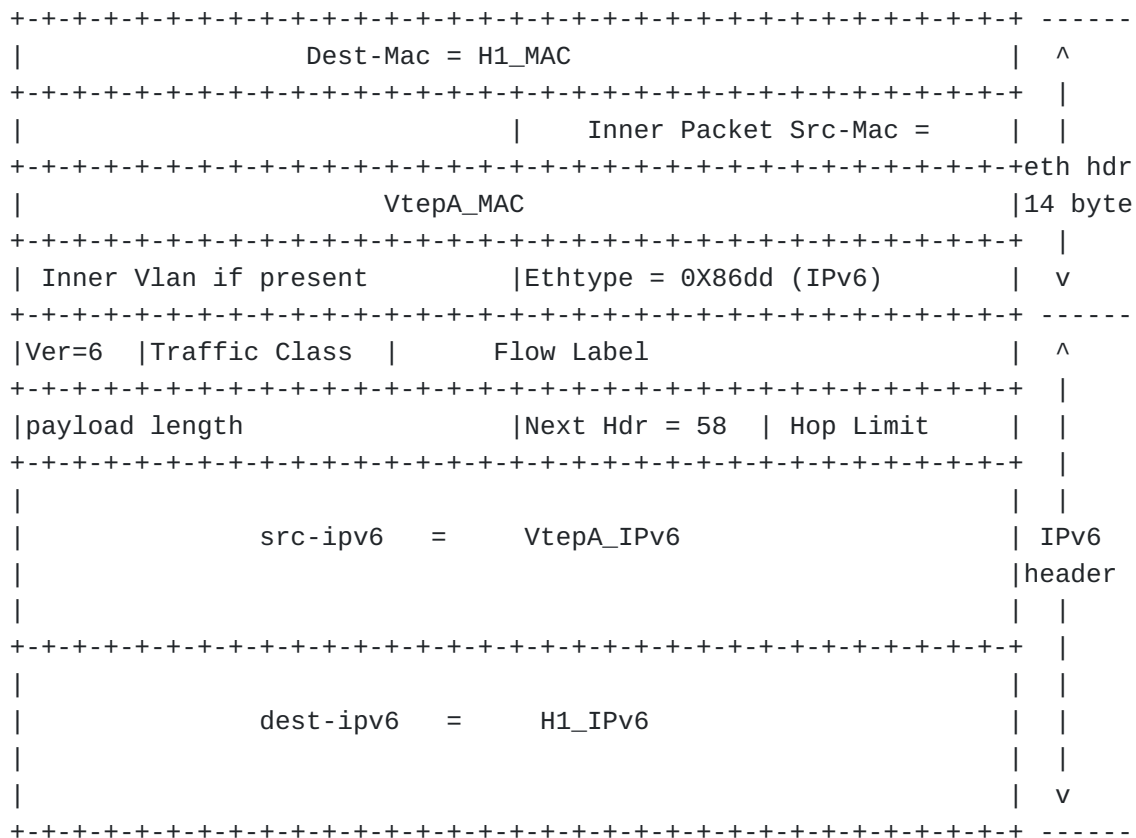 +-+-+-+-+-+-+-+-+-+-+-+-+-+-+-+-+-+-+-+-+-+-+-+-+-+-+-+-+-+-+-+-+ ------
|                  Dest-Mac = H1_MAC                            |  ^
+-+-+-+-+-+-+-+-+-+-+-+-+-+-+-+-+-+-+-+-+-+-+-+-+-+-+-+-+-+-+-+-+  |
|                               |    Inner Packet Src-Mac =     |  |
+-+-+-+-+-+-+-+-+-+-+-+-+-+-+-+-+-+-+-+-+-+-+-+-+-+-+-+-+-+-+-+-+eth hdr
|                       VtepA_MAC                               |14 byte
+-+-+-+-+-+-+-+-+-+-+-+-+-+-+-+-+-+-+-+-+-+-+-+-+-+-+-+-+-+-+-+-+  |
| Inner Vlan if present         |Ethtype = 0X86dd (IPv6)        |  v
+-+-+-+-+-+-+-+-+-+-+-+-+-+-+-+-+-+-+-+-+-+-+-+-+-+-+-+-+-+-+-+-+ ------
|Ver=6  |Traffic Class  |      Flow Label                       |  ^
+-+-+-+-+-+-+-+-+-+-+-+-+-+-+-+-+-+-+-+-+-+-+-+-+-+-+-+-+-+-+-+-+  |
|payload length                 |Next Hdr = 58  | Hop Limit     |  |
+-+-+-+-+-+-+-+-+-+-+-+-+-+-+-+-+-+-+-+-+-+-+-+-+-+-+-+-+-+-+-+-+  |
|                                                               |  |
|               src-ipv6   =     VtepA_IPv6                     | IPv6
|                                                               |header
|                                                               |  |
+-+-+-+-+-+-+-+-+-+-+-+-+-+-+-+-+-+-+-+-+-+-+-+-+-+-+-+-+-+-+-+-+  |
|                                                               |  |
|               dest-ipv6   =     H1_IPv6                       |  |
|                                                               |  |
|                                                               |  v
+-+-+-+-+-+-+-+-+-+-+-+-+-+-+-+-+-+-+-+-+-+-+-+-+-+-+-+-+-+-+-+-+ ------